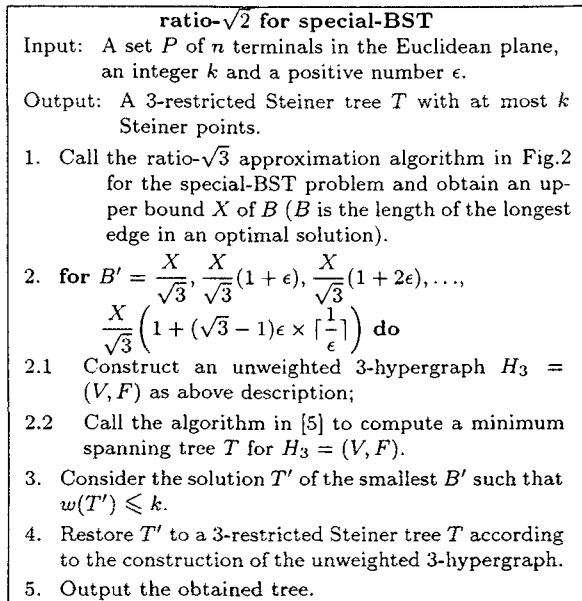 ratio-√2 for special-BST
Input: A set P of n terminals in the Euclidean plane,
an integer k and a positive number ϵ.
Output: A 3-restricted Steiner tree T with at most k
Steiner points.
1. Call the ratio-√3 approximation algorithm in Fig.2
for the special-BST problem and obtain an up-
per bound X of B (B is the length of the longest
edge in an optimal solution).
2. for B′ = X/√3, X/√3(1 + ϵ), X/√3(1 + 2ϵ), ...,
X/√3(1 + (√3 − 1)ϵ × ⌈1/ϵ⌉) do
2.1 Construct an unweighted 3-hypergraph H₃ =
(V, F) as above description;
2.2 Call the algorithm in [5] to compute a minimum
spanning tree T for H₃ = (V, F).
3. Consider the solution T′ of the smallest B′ such that
w(T′) ⩽ k.
4. Restore T′ to a 3-restricted Steiner tree T according
to the construction of the unweighted 3-hypergraph.
5. Output the obtained tree.